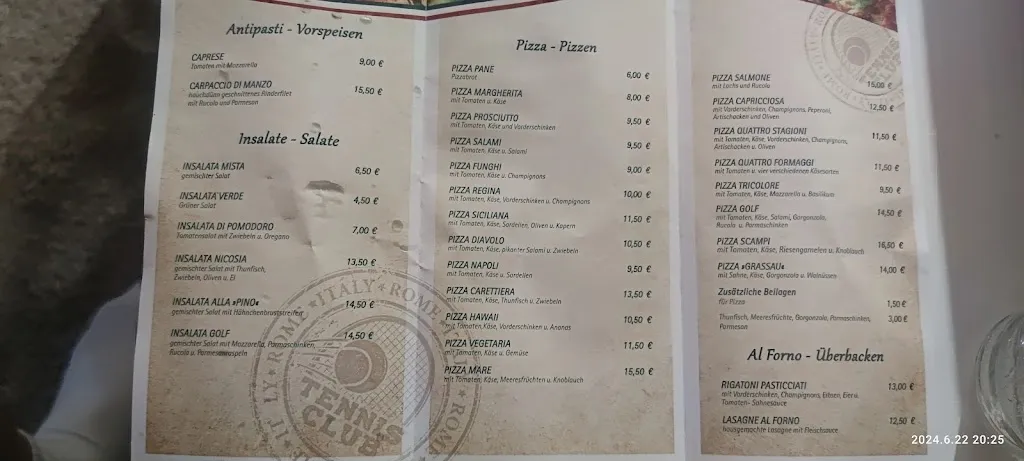 Antipasti - Vorspeisen
CAPRESE 9,00 €
Tomaten mit Mozzarella
CARPACCIO DI MANZO 15,50 €
hauchdünn geschnittenes Rinderfilet
mit Rucola und Parmesan
Insalate - Salate
INSALATA MISTA 6,50 €
gemischter Salat
INSALATA VERDE 4,50 €
Grüner Salat
INSALATA DI POMODORO 7,00 €
Tomatensalat mit Zwiebeln u. Oregano
INSALATA NICOSIA 13,50 €
gemischter Salat mit Thunfisch,
Zwiebeln, Oliven u. Ei
INSALATA ALLA »PINO« 14,50 €
gemischter Salat mit Hähnchenbruststreifen
INSALATA GOLF 14,50 €
gemischter Salat mit Mozzarella, Parmaschinken,
Rucola u. Parmesanspäeln
ITALY ROME
TENNIS
CLUB
Pizza - Pizzen
PIZZA PANE 6,00 €
Pizzabrot
PIZZA MARGHERITA 8,00 €
mit Tomaten u. Käse
PIZZA PROSCIUTTO 9,50 €
mit Tomaten, Käse und Vorderschinken
PIZZA SALAMI 9,50 €
mit Tomaten, Käse u. Salami
PIZZA FUNGHI 9,00 €
mit Tomaten, Käse u. Champignons
PIZZA REGINA 10,00 €
mit Tomaten, Käse, Vorderschinken u. Champignons
PIZZA SICILIANA 11,50 €
mit Tomaten, Käse, Sardellen, Oliven u. Kapern
PIZZA DIAVOLO 10,50 €
mit Tomaten, Käse, pikanter Salami u. Zwiebeln
PIZZA NAPOLI 9,50 €
mit Tomaten, Käse u. Sardellen
PIZZA CARETTIERA 13,50 €
mit Tomaten, Käse, Thunfisch u. Zwiebeln
PIZZA HAWAII 10,50 €
mit Tomaten, Käse, Vorderschinken u. Ananas
PIZZA VEGETARIA 11,50 €
mit Tomaten, Käse u. Gemüse
PIZZA MARE 15,50 €
mit Tomaten, Käse, Meeresfrüchten u. Knoblauch
PIZZA SALMONE 15,00 €
mit Lachs und Rucola
PIZZA CAPRICCIOSA 12,50 €
mit Vorderschinken, Champignons, Peperoni,
Artischocken und Oliven
PIZZA QUATTRO STAGIONI 11,50 €
mit Tomaten, Käse, Vorderschinken, Champignons,
Artischocken u. Oliven
PIZZA QUATTRO FORMAGGI 11,50 €
mit Tomaten u. vier verschiedenen Käsesorten
PIZZA TRICOLORE 9,50 €
mit Tomaten, Käse, Mozzarella u. Basilikum
PIZZA GOLF 14,50 €
mit Tomaten, Käse, Salami, Gorgonzola,
Rucola u. Parmaschinken
PIZZA SCAMPI 16,50 €
mit Tomaten, Käse, Riesengarnelen u. Knoblauch
PIZZA »GRASSAU« 14,00 €
mit Sahne, Käse, Gorgonzola u. Walnüssen
Zusätzliche Beilagen
für Pizza 1,50 €
Thunfisch, Meeresfrüchte, Gorgonzola, Parmaschinken, 3,00 €
Parmesan
Al Forno - Überbacken
RIGATONI PASTICCIATI 13,00 €
mit Vorderschinken, Champignons, Erbsen, Eier u.
Tomaten- Sahnesauce
LASAGNE AL FORNO 12,50 €
hausgemachte Lasagne mit Fleischsauce
2024.6.22 20:25